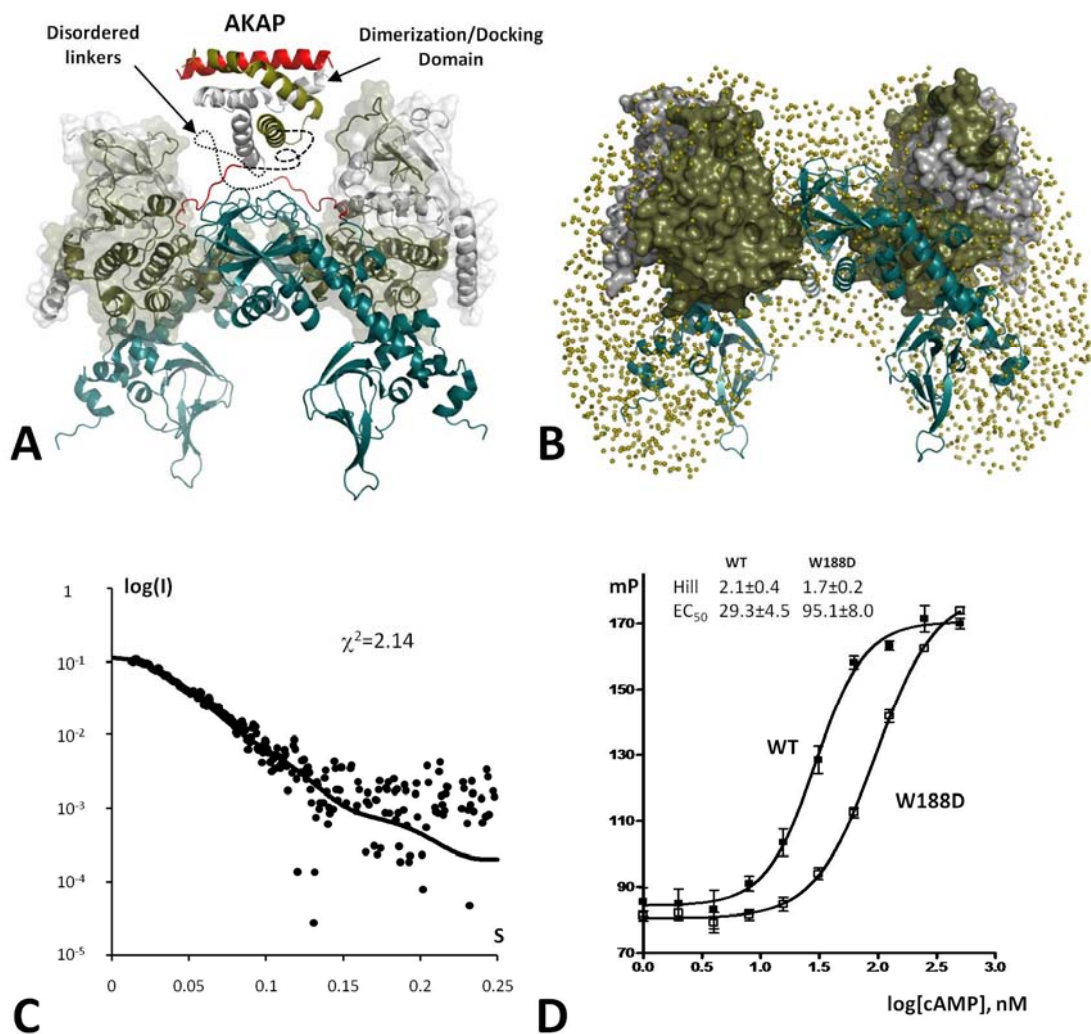 AKAP
Disordered
linkers
Dimerization/Docking
Domain
A
B
log(I)
1
10-1
10-2
10-3
10-4
10-5
χ2=2.14
S
0
0.05
0.1
0.15
0.2
0.25
C
WT W188D
Hill 2.1±0.4 1.7±0.2
EC50 29.3±4.5 95.1±8.0
mP
170
150
130
110
90
70
WT
W188D
0.0 0.5 1.0 1.5 2.0 2.5 3.0
log[cAMP], nM
D